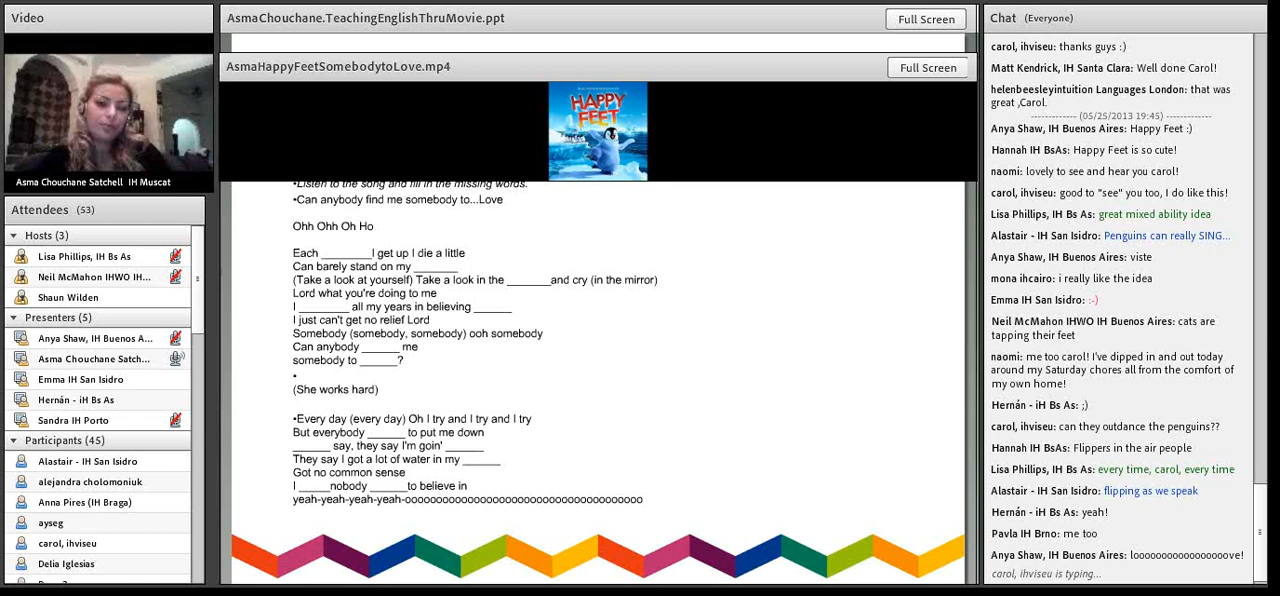 Video
Asma Chouchane Satchell IH Muscat
Attendees (53)
Hosts (3)
Lisa Phillips, IH Bs As
Neil McMahon IHWO IH...
Shaun Wilden
Presenters (5)
Anya Shaw, IH Buenos A...
Asma Chouchane Satch...
Emma IH San Isidro
Hernán - iH Bs As
Sandra IH Porto
Participants (45)
Alastair - IH San Isidro
alejandra cholomoniuk
Anna Pires (IH Braga)
ayseg
carol, ihviseu
Delia Iglesias
AsmaChouchane.TeachingEnglishThruMovie.ppt
Full Screen
AsmaHappyFeetSomebodytoLove.mp4
Full Screen
HAPPY
FEET
•Listen to the song and fill in the missing words.
•Can anybody find me somebody to...Love
Ohh Ohh Oh Ho
Each ________I get up I die a little
Can barely stand on my _______
(Take a look at yourself) Take a look in the _______and cry (in the mirror)
Lord what you're doing to me
I ________ all my years in believing ______
I just can't get no relief Lord
Somebody (somebody, somebody) ooh somebody
Can anybody ______ me
somebody to ______?
•
(She works hard)
•Every day (every day) Oh I try and I try and I try
But everybody ______ to put me down
______ say, they say I'm goin' ______
They say I got a lot of water in my ______
Got no common sense
I _____nobody _____to believe in
yeah-yeah-yeah-yeah-oooooooooooooooooooooooooooooooooooooo
Chat (Everyone)
carol, ihviseu: thanks guys :)
Matt Kendrick, IH Santa Clara: Well done Carol!
helenbeesleyintuition Languages London: that was
great ,Carol.
------------- (05/25/2013 19:45) -------------
Anya Shaw, IH Buenos Aires: Happy Feet :)
Hannah IH BsAs: Happy Feet is so cute!
naomi: lovely to see and hear you carol!
carol, ihviseu: good to "see" you too, I do like this!
Lisa Phillips, IH Bs As: great mixed ability idea
Alastair - IH San Isidro: Penguins can really SING...
Anya Shaw, IH Buenos Aires: viste
mona ihcairo: i really like the idea
Emma IH San Isidro: :-)
Neil McMahon IHWO IH Buenos Aires: cats are
tapping their feet
naomi: me too carol! I've dipped in and out today
around my Saturday chores all from the comfort of
my own home!
Hernán - iH Bs As: ;)
carol, ihviseu: can they outdance the penguins??
Hannah IH BsAs: Flippers in the air people
Lisa Phillips, IH Bs As: every time, carol, every time
Alastair - IH San Isidro: flipping as we speak
Hernán - iH Bs As: yeah!
Pavla IH Brno: me too
Anya Shaw, IH Buenos Aires: looooooooooooooooove!
carol, ihviseu is typing...